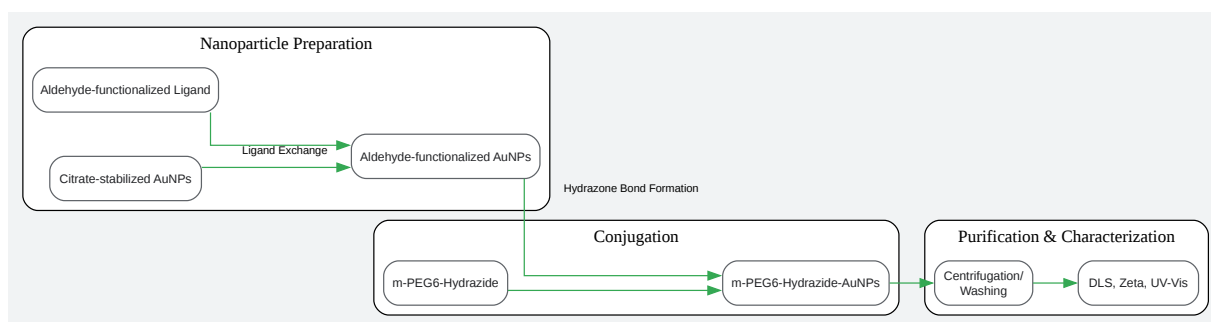 Nanoparticle Preparation
Aldehyde-functionalized Ligand
Ligand Exchange
Aldehyde-functionalized AuNPs
Citrate-stabilized AuNPs
Hydrazone Bond Formation
Conjugation
m-PEG6-Hydrazide
m-PEG6-Hydrazide-AuNPs
Purification & Characterization
Centrifugation/
Washing
DLS, Zeta, UV-Vis